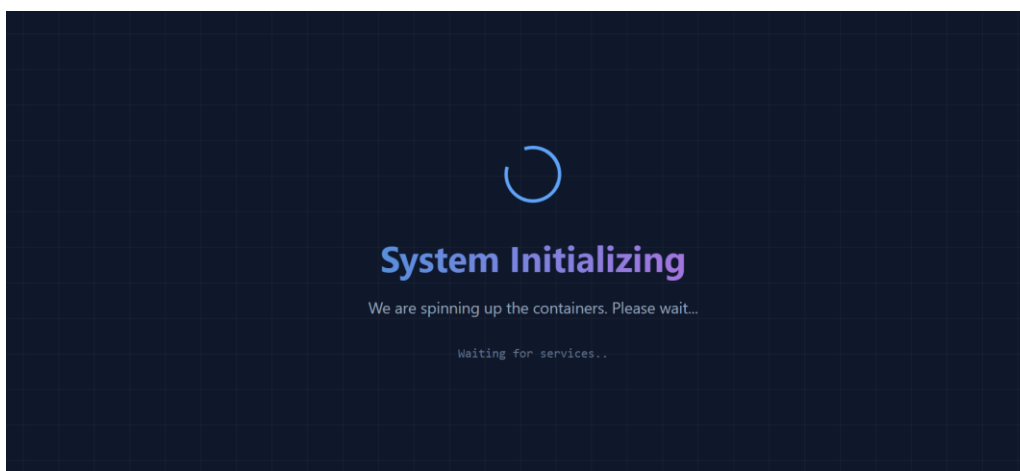 System Initializing
We are spinning up the containers. Please wait...
Waiting for services..